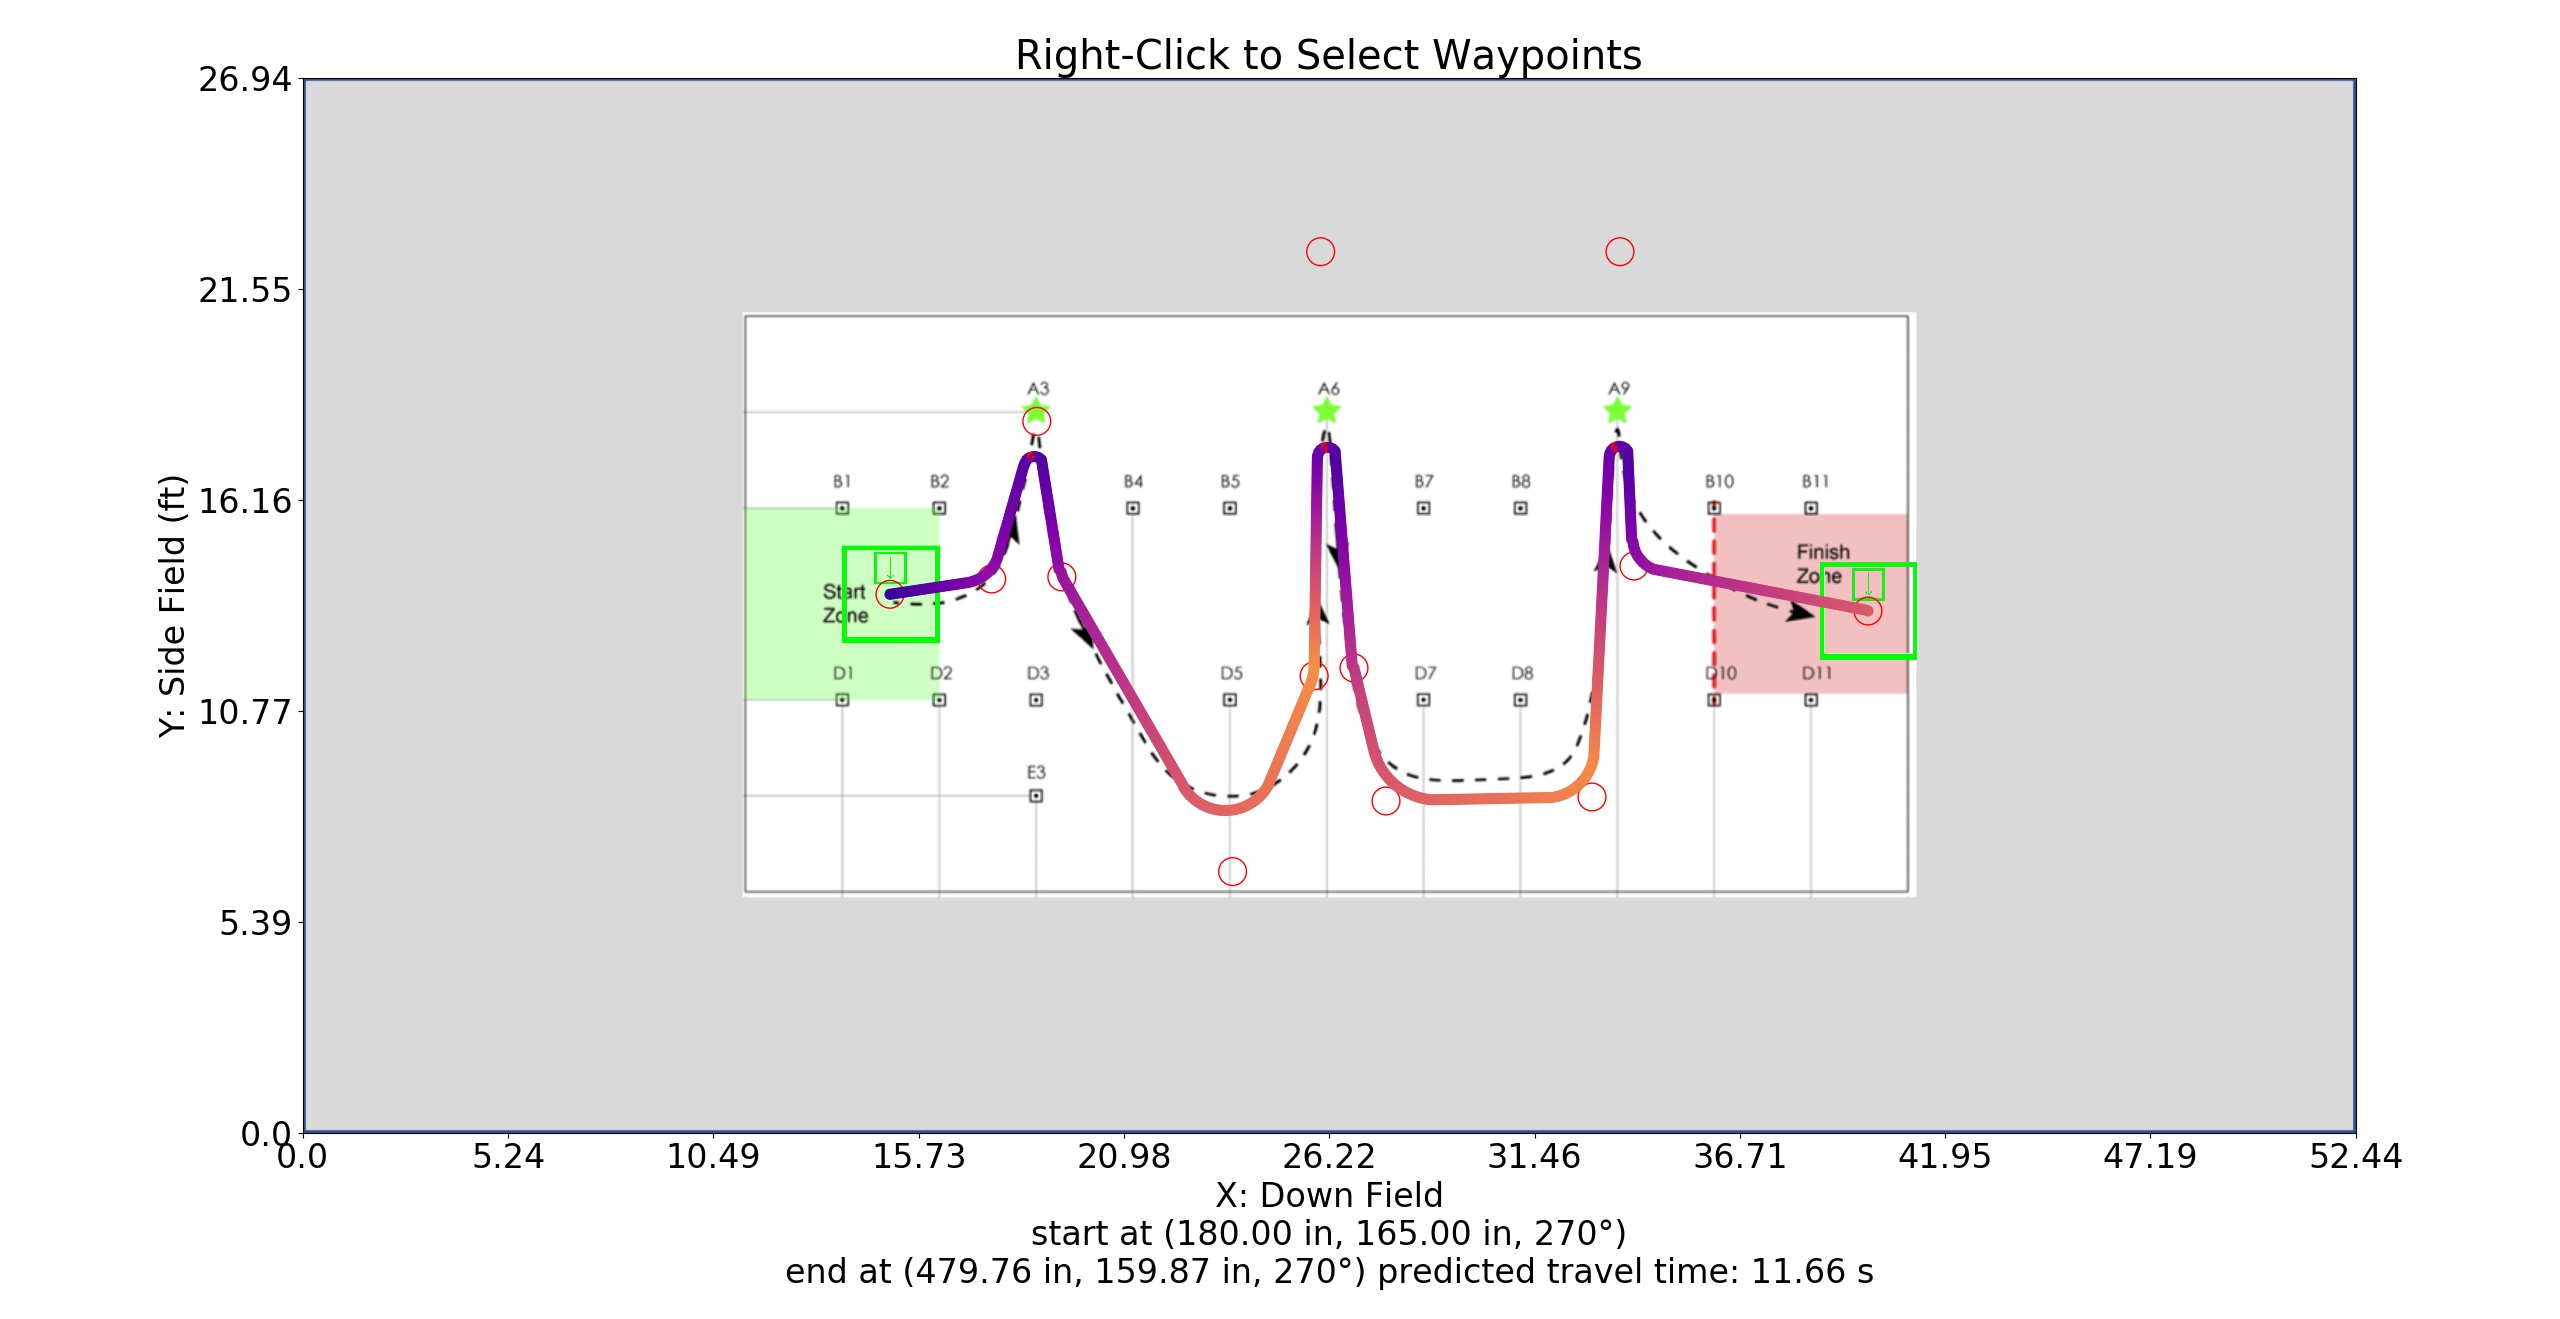 Right-Click to Select Waypoints
26.94
21.55
16.16
10.77
5.39
0.0
Y: Side Field (ft)
A3 A6 A9
B1 B2 B4 B5 B7 B8 B10 B11
Start
Zone
Finish
Zone
D1 D2 D3 D5 D7 D8 D10 D11
E3
0.0 5.24 10.49 15.73 20.98 26.22 31.46 36.71 41.95 47.19 52.44
X: Down Field
start at (180.00 in, 165.00 in, 270°)
end at (479.76 in, 159.87 in, 270°) predicted travel time: 11.66 s